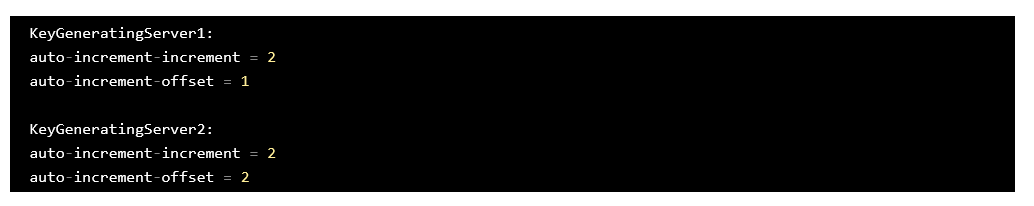 KeyGeneratingServer1:
auto-increment-increment = 2
auto-increment-offset = 1
KeyGeneratingServer2:
auto-increment-increment = 2
auto-increment-offset = 2